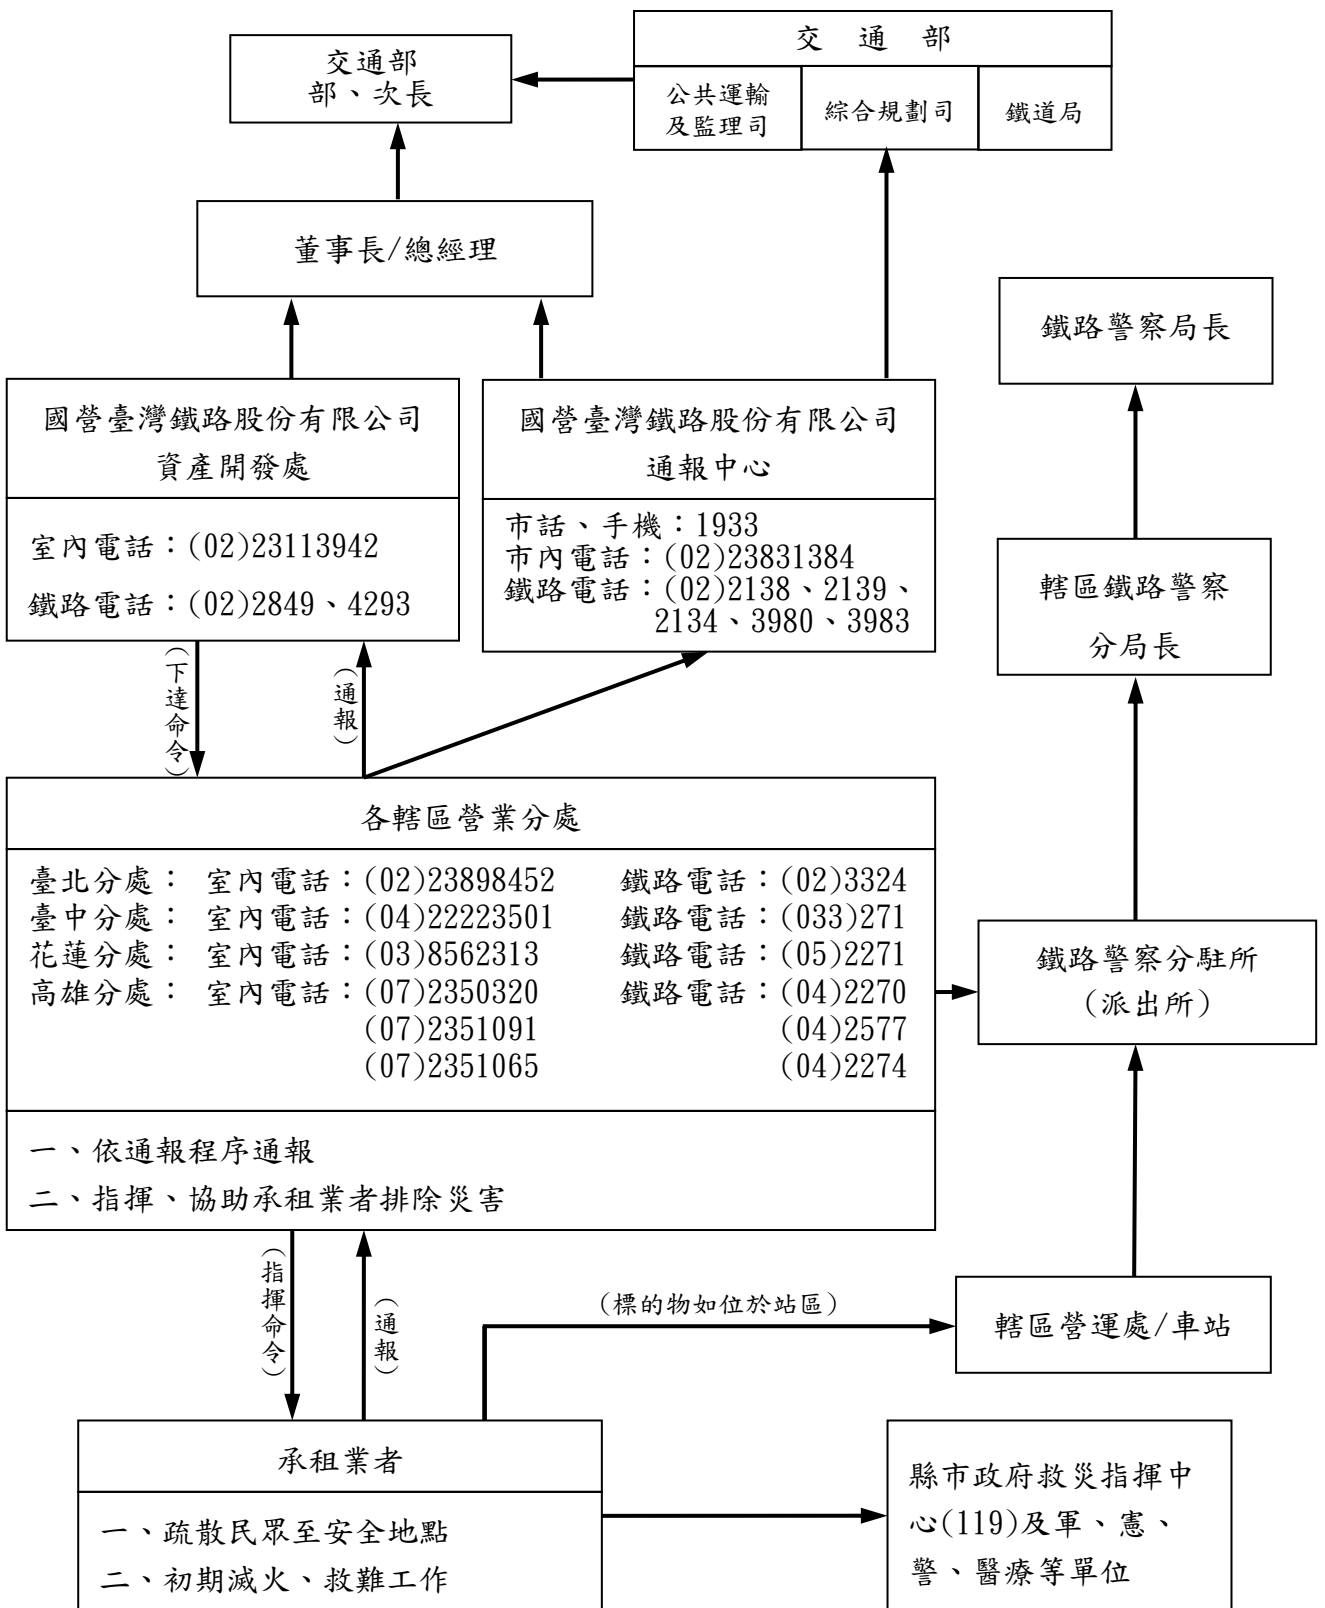 交通部
部、次長
交通部
公共運輸
及監理司
綜合規劃司
鐵道局
董事長/總經理
鐵路警察局長
國營臺灣鐵路股份有限公司
資產開發處
室內電話：(02)23113942
鐵路電話：(02)2849、4293
國營臺灣鐵路股份有限公司
通報中心
市話、手機：1933
市內電話：(02)23831384
鐵路電話：(02)2138、2139、
2134、3980、3983
轄區鐵路警察
分局長
(下達命令)
(通報)
各轄區營業分處
臺北分處： 室內電話：(02)23898452 鐵路電話：(02)3324
臺中分處： 室內電話：(04)22223501 鐵路電話：(033)271
花蓮分處： 室內電話：(03)8562313 鐵路電話：(05)2271
高雄分處： 室內電話：(07)2350320 鐵路電話：(04)2270
(07)2351091 (04)2577
(07)2351065 (04)2274
一、依通報程序通報
二、指揮、協助承租業者排除災害
鐵路警察分駐所
(派出所)
(指揮命令)
(通報)
(標的物如位於站區)
轄區營運處/車站
承租業者
一、疏散民眾至安全地點
二、初期滅火、救難工作
縣市政府救災指揮中
心(119)及軍、憲、
警、醫療等單位